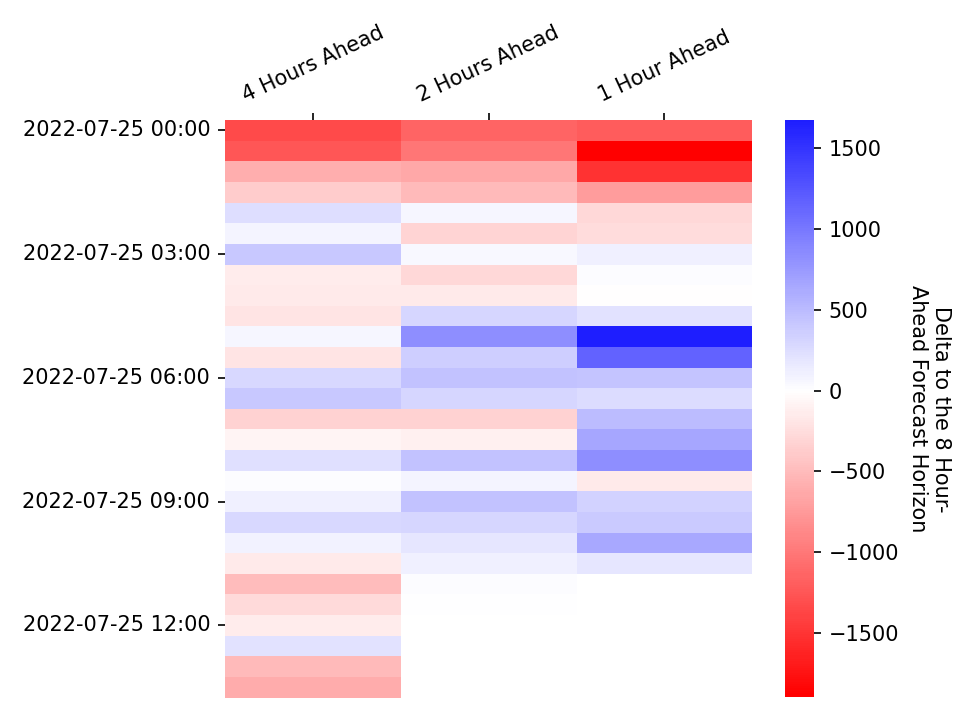 4 Hours Ahead
2 Hours Ahead
1 Hour Ahead
2022-07-25 00:00
2022-07-25 03:00
2022-07-25 06:00
2022-07-25 09:00
2022-07-25 12:00
1500
1000
500
0
−500
−1000
−1500
Delta to the 8 Hour-
Ahead Forecast Horizon